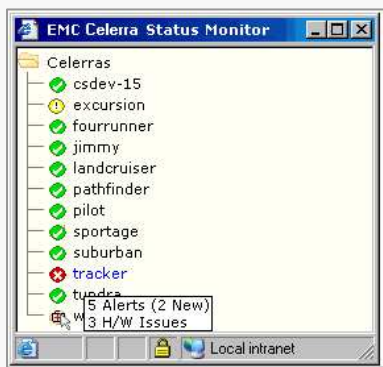 EMC Celerra Status Monitor
Celerras
csdev-15
excursion
fourrunner
jimmy
landcruiser
pathfinder
pilot
sportage
suburban
tracker
tundra
5 Alerts (2 New)
3 H/W Issues
Local intranet